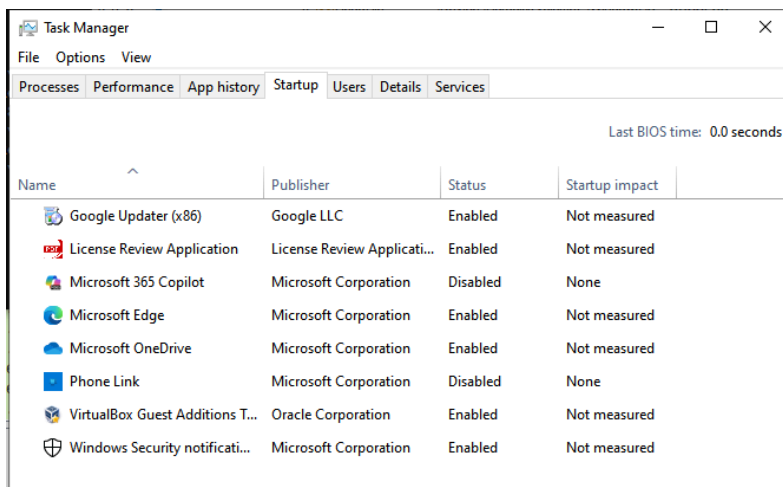 Task Manager
File Options View
Processes Performance App history Startup Users Details Services
Last BIOS time: 0.0 seconds
Name Publisher Status Startup impact
Google Updater (x86) Google LLC Enabled Not measured
PDF License Review Application License Review Applicati... Enabled Not measured
Microsoft 365 Copilot Microsoft Corporation Disabled None
Microsoft Edge Microsoft Corporation Enabled Not measured
Microsoft OneDrive Microsoft Corporation Enabled Not measured
Phone Link Microsoft Corporation Disabled None
VirtualBox Guest Additions T... Oracle Corporation Enabled Not measured
Windows Security notificati... Microsoft Corporation Enabled Not measured